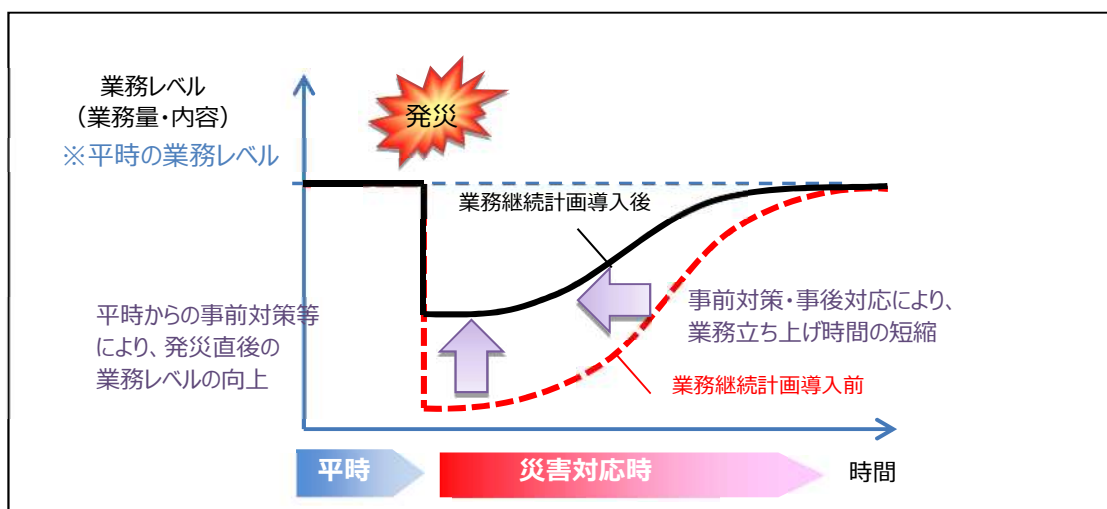 業務レベル
（業務量・内容）
※平時の業務レベル
発災
業務継続計画導入後
平時からの事前対策等
により、発災直後の
業務レベルの向上
事前対策・事後対応により、
業務立ち上げ時間の短縮
業務継続計画導入前
平時
災害対応時
時間